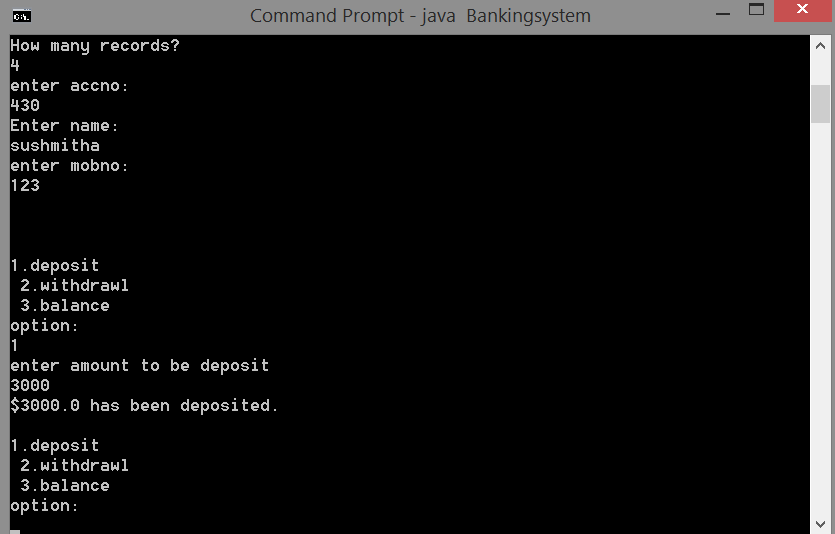 Command Prompt - java Bankingsystem
How many records?
4
enter accno:
430
Enter name:
sushmitha
enter mobno:
123
1.deposit
2.withdrawl
3.balance
option:
1
enter amount to be deposit
3000
$3000.0 has been deposited.
1.deposit
2.withdrawl
3.balance
option: